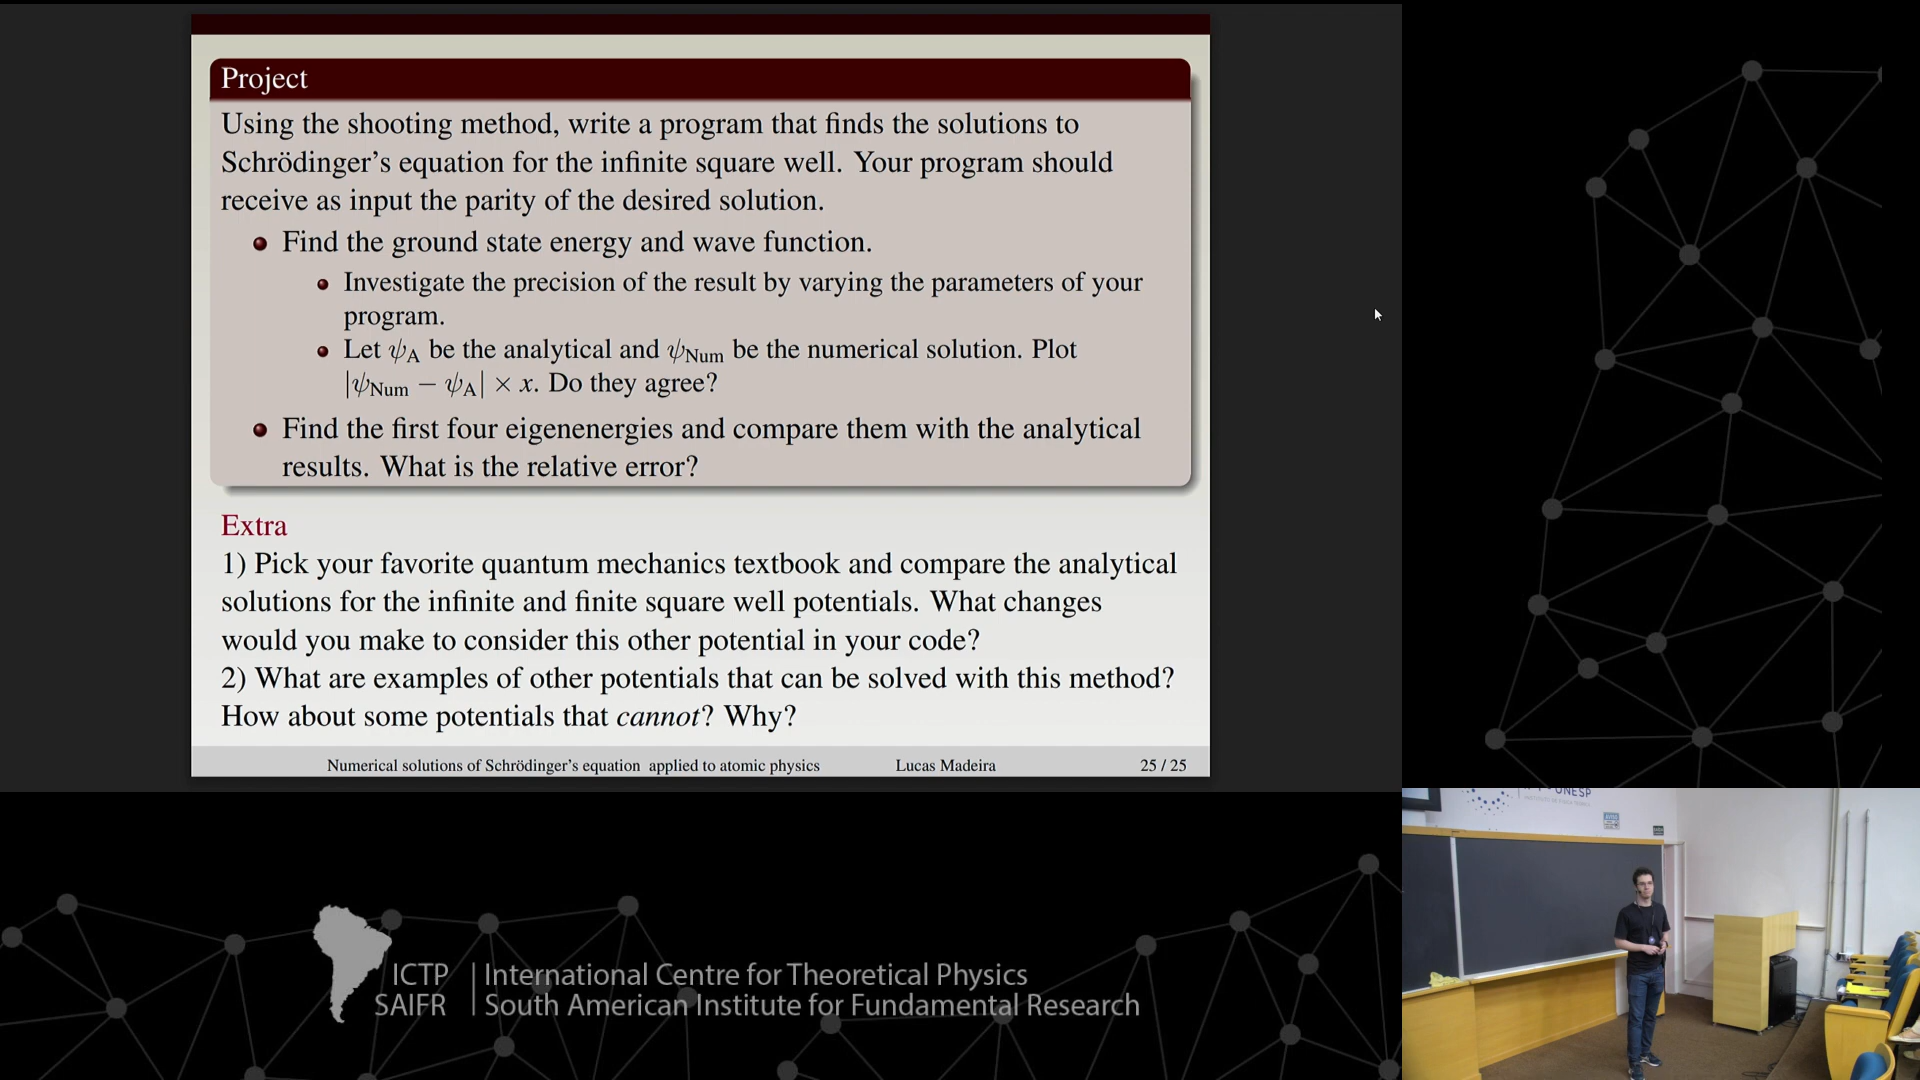 Project
Using the shooting method, write a program that finds the solutions to
Schrödinger's equation for the infinite square well. Your program should
receive as input the parity of the desired solution.
Find the ground state energy and wave function.
Investigate the precision of the result by varying the parameters of your
program.
Let ψA be the analytical and ψNum be the numerical solution. Plot
|ψNum − ψA| × x. Do they agree?
Find the first four eigenenergies and compare them with the analytical
results. What is the relative error?
Extra
1) Pick your favorite quantum mechanics textbook and compare the analytical
solutions for the infinite and finite square well potentials. What changes
would you make to consider this other potential in your code?
2) What are examples of other potentials that can be solved with this method?
How about some potentials that cannot? Why?
Numerical solutions of Schrödinger's equation applied to atomic physics Lucas Madeira 25 / 25
UNESP
ICTP | International Centre for Theoretical Physics
SAIFR | South American Institute for Fundamental Research